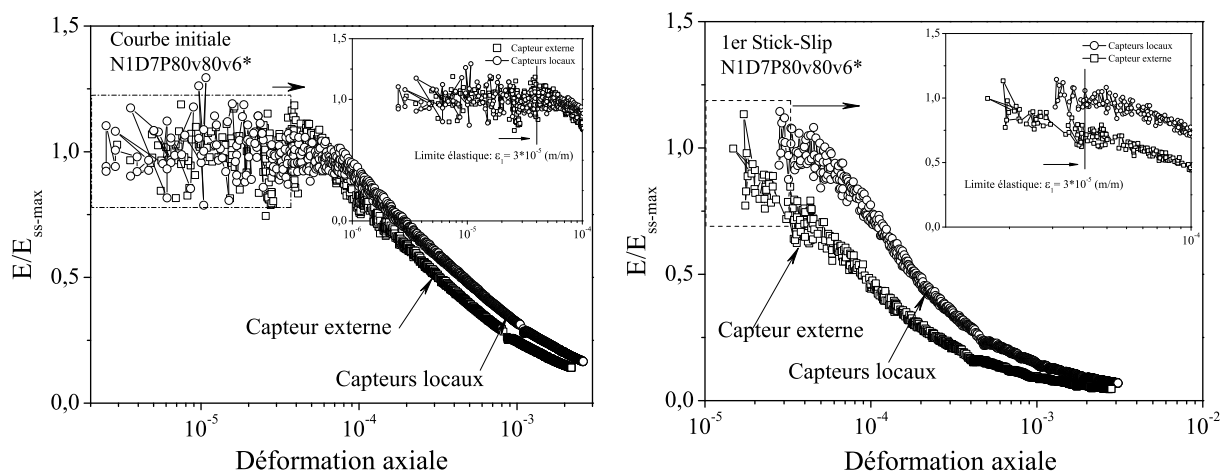 1,5
1,0
0,5
0,0
E/E_ss-max
Courbe initiale
N1D7P80v80v6*
1,5
1,0
0,5
0,0
Capteur externe
Capteurs locaux
Limite élastique: ε₁= 3*10⁻⁵ (m/m)
10⁻⁶
10⁻⁵
10⁻⁴
Capteur externe
Capteurs locaux
10⁻⁵
10⁻⁴
10⁻³
Déformation axiale
1,5
1,0
0,5
0,0
E/E_ss-max
1er Stick-Slip
N1D7P80v80v6*
1,5
1,0
0,5
0,0
Capteurs locaux
Capteur externe
Limite élastique: ε₁= 3*10⁻⁵ (m/m)
10⁻⁴
Capteur externe
Capteurs locaux
10⁻⁵
10⁻⁴
10⁻³
10⁻²
Déformation axiale